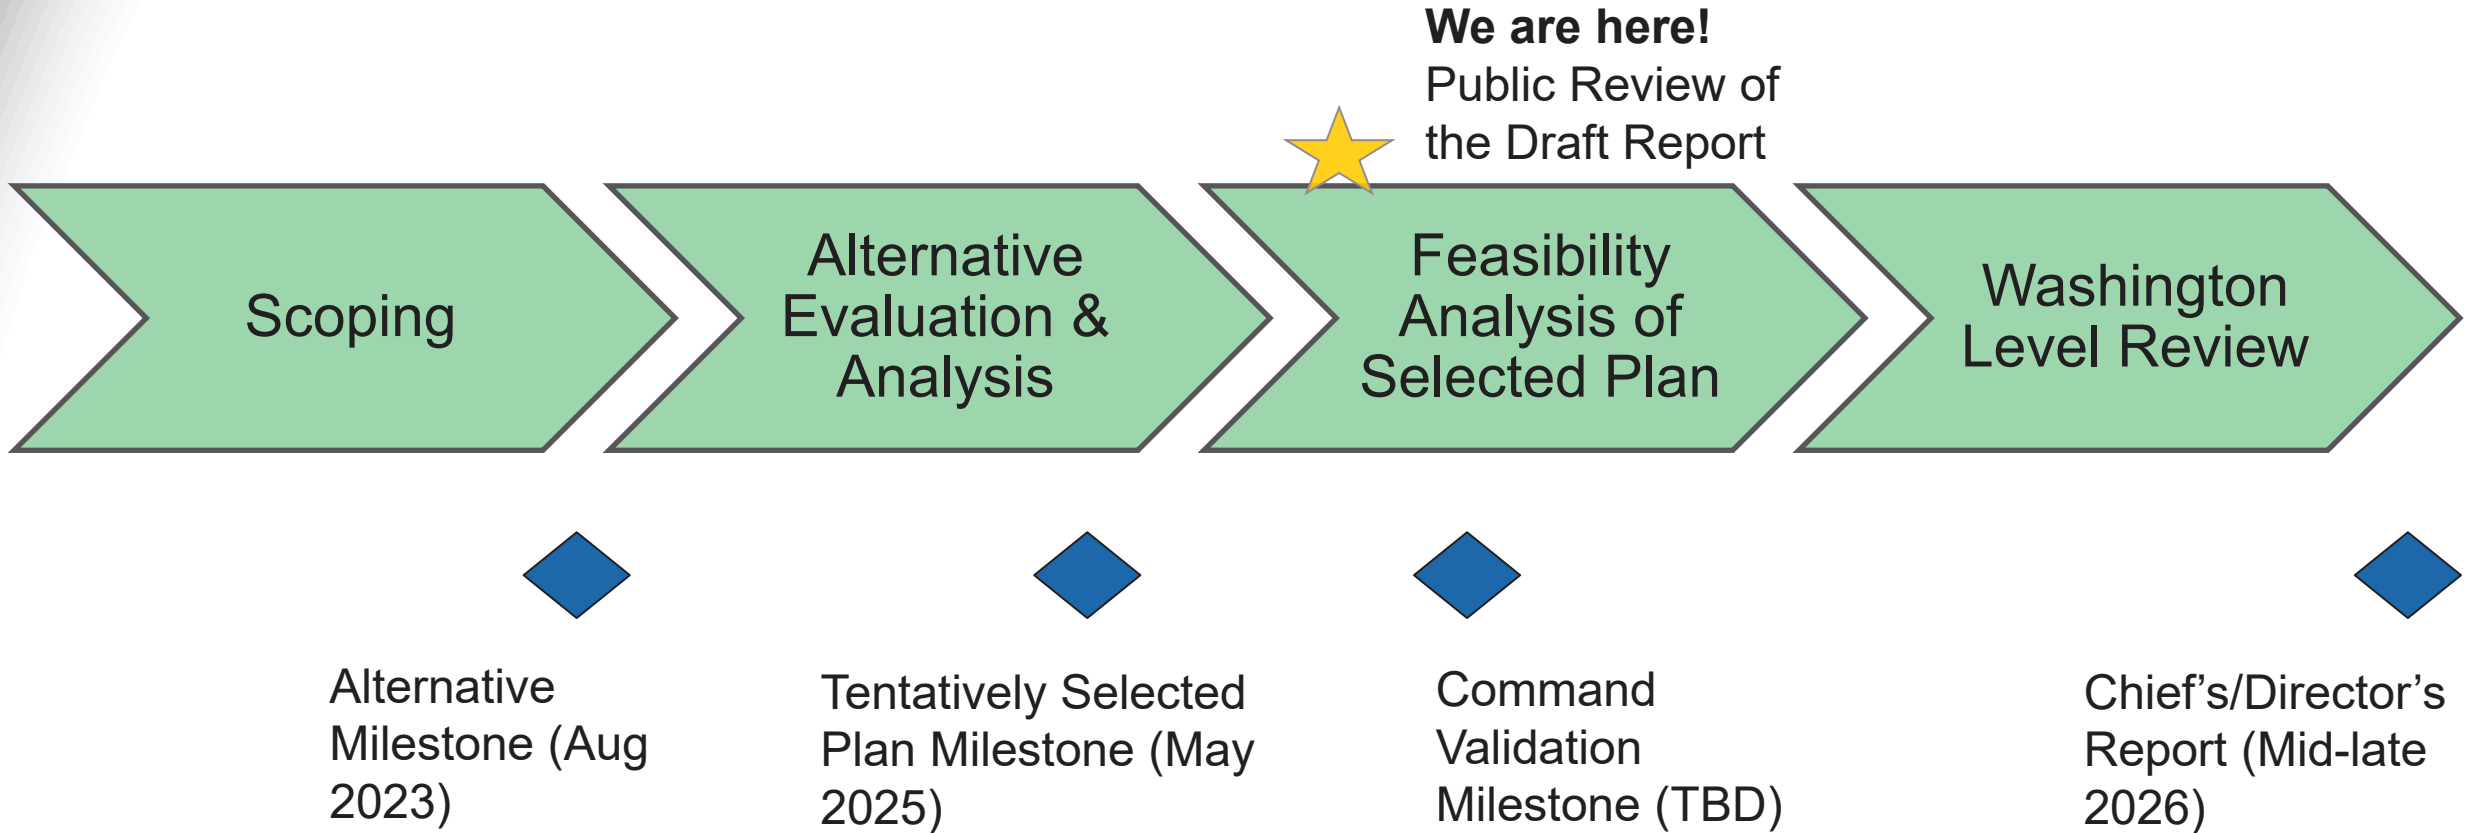 We are here!
Public Review of
the Draft Report
Scoping
Alternative
Evaluation &
Analysis
Feasibility
Analysis of
Selected Plan
Washington
Level Review
Alternative
Milestone (Aug
2023)
Tentatively Selected
Plan Milestone (May
2025)
Command
Validation
Milestone (TBD)
Chief’s/Director’s
Report (Mid-late
2026)